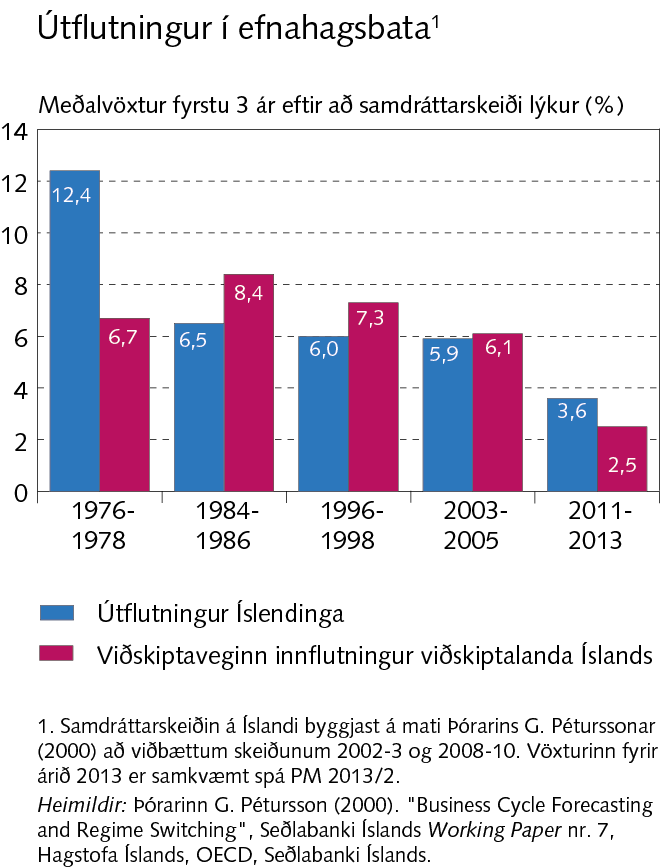 Útflutningur í efnahagsbata¹
Meðalvöxtur fyrstu 3 ár eftir að samdráttarskeiði lýkur (%)
14
12
10
8
6
4
2
0
12,4
6,7
6,5
8,4
6,0
7,3
5,9
6,1
3,6
2,5
1976-
1978
1984-
1986
1996-
1998
2003-
2005
2011-
2013
Útflutningur Íslendinga
Viðskiptaveginn innflutningur viðskiptalanda Íslands
1. Samdráttarskeiðin á Íslandi byggjast á mati Þórarins G. Péturssonar
(2000) að viðbættum skeiðunum 2002-3 og 2008-10. Vöxturinn fyrir
árið 2013 er samkvæmt spá PM 2013/2.
Heimildir: Þórarinn G. Pétursson (2000). "Business Cycle Forecasting
and Regime Switching", Seðlabanki Íslands Working Paper nr. 7,
Hagstofa Íslands, OECD, Seðlabanki Íslands.